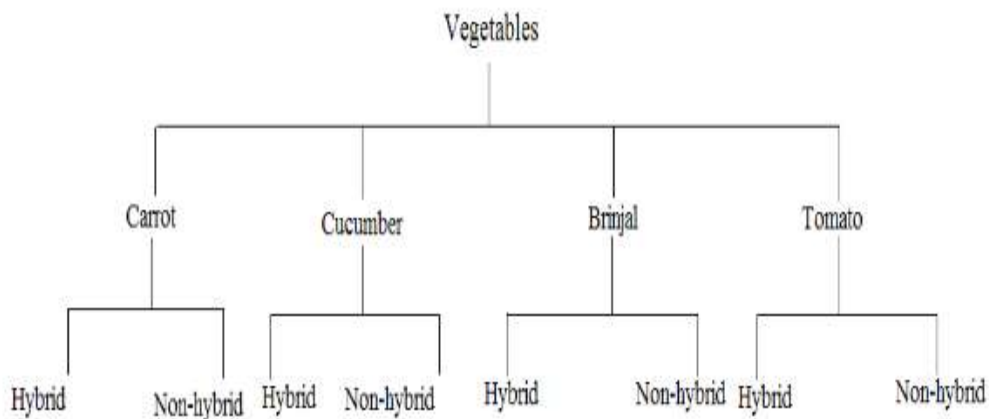 Vegetables
Carrot Cucumber Brinjal Tomato
Hybrid Non-hybrid Hybrid Non-hybrid Hybrid Non-hybrid Hybrid Non-hybrid